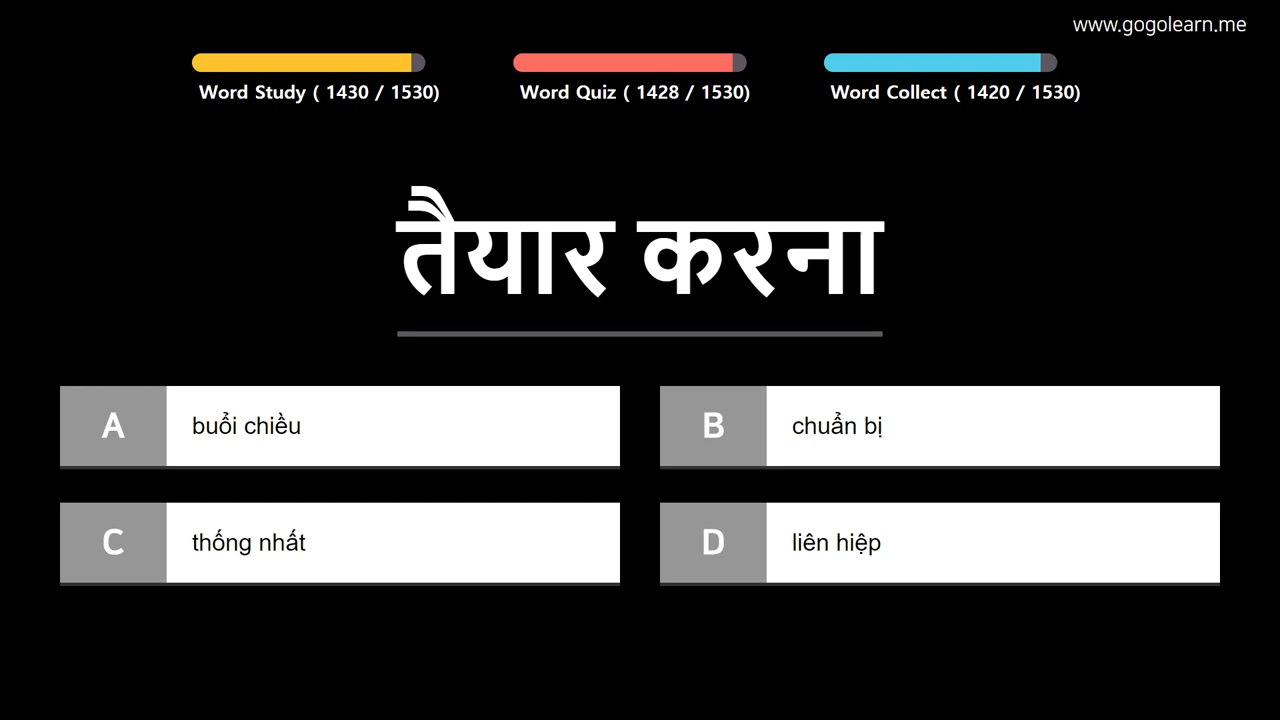 www.gogolearn.me
Word Study ( 1430 / 1530)
Word Quiz ( 1428 / 1530)
Word Collect ( 1420 / 1530)
तैयार करना
A
buổi chiều
B
chuẩn bị
C
thống nhất
D
liên hiệp